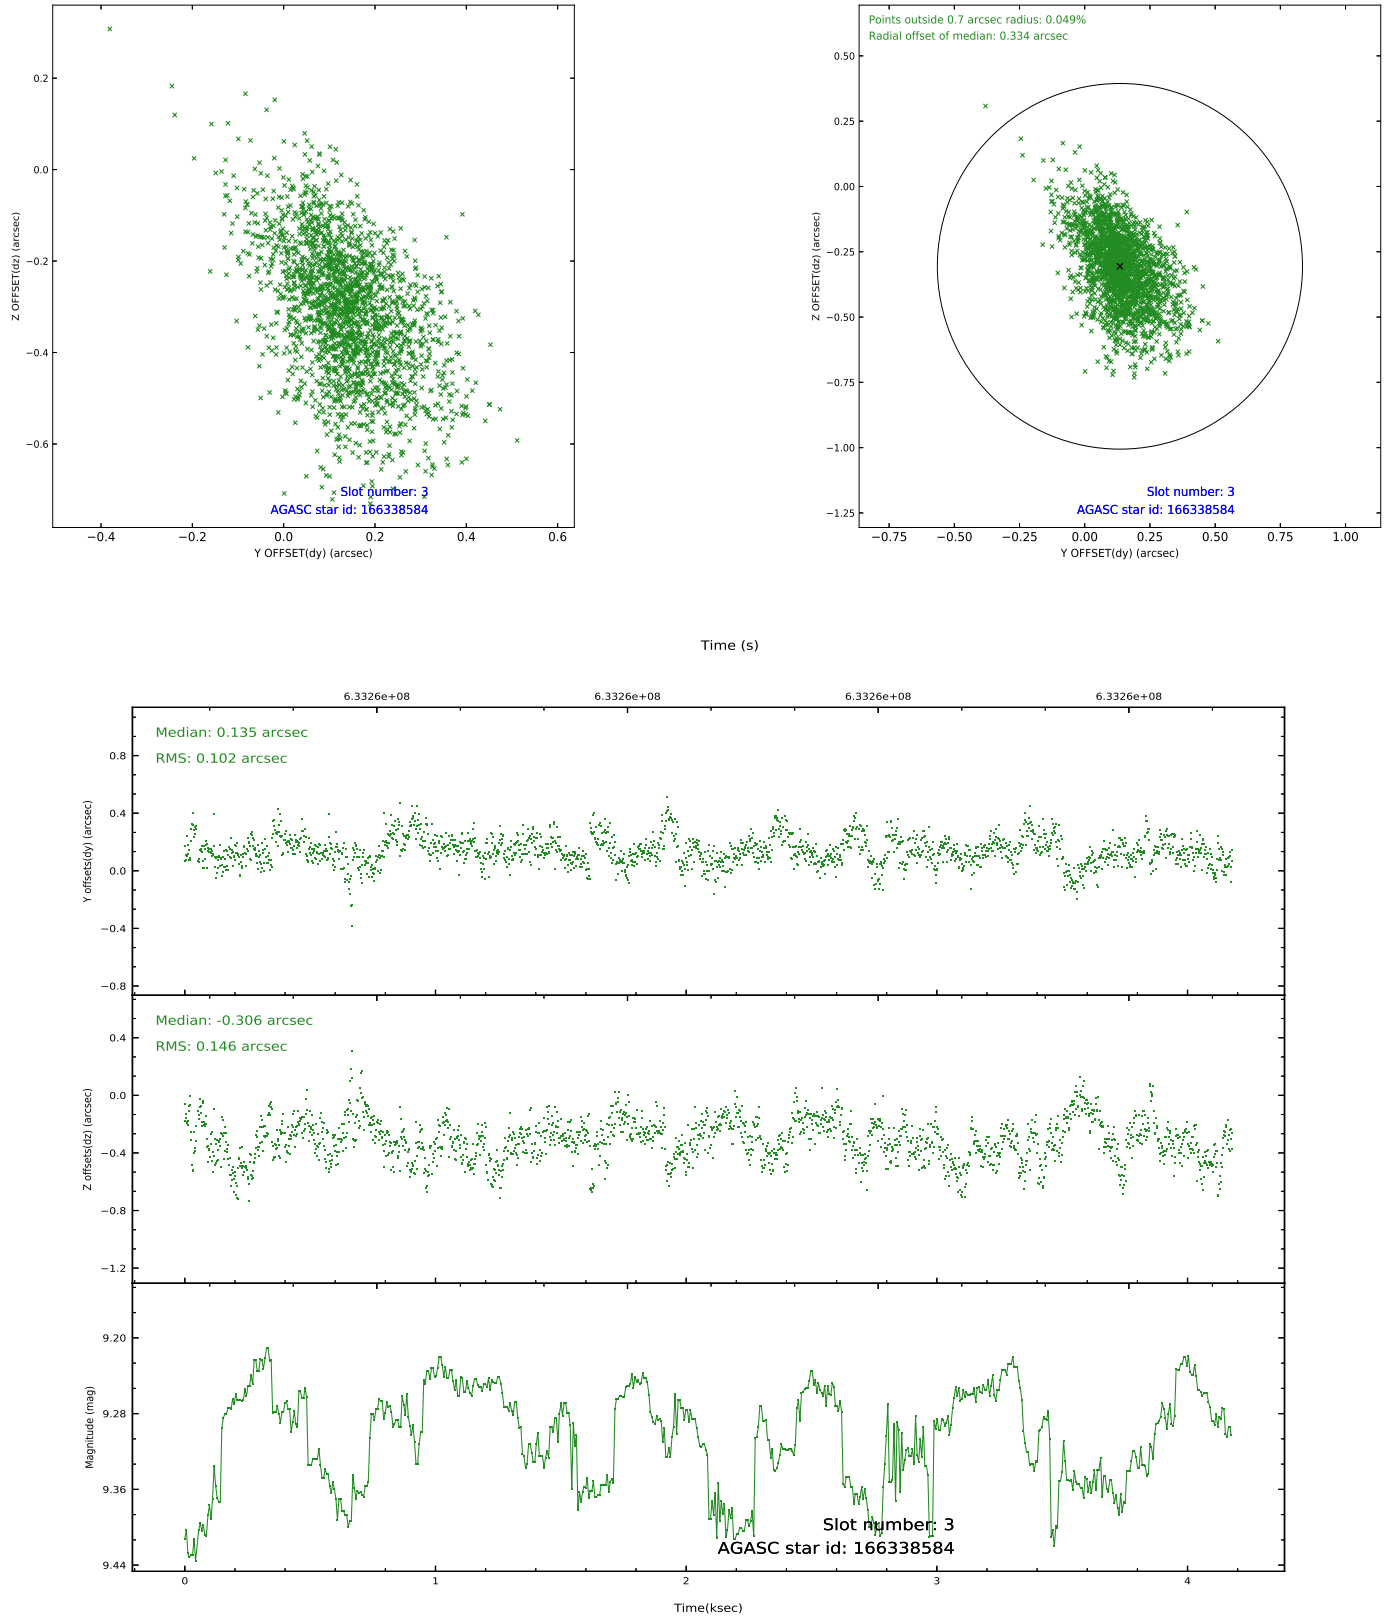 0.2
0.0
−0.2
−0.4
−0.6
Z OFFSET(dz) (arcsec)
Slot number: 3
AGASC star id: 166338584
−0.4
−0.2
0.0
0.2
0.4
0.6
Y OFFSET(dy) (arcsec)
Points outside 0.7 arcsec radius: 0.049%
Radial offset of median: 0.334 arcsec
0.50
0.25
0.00
−0.25
−0.50
−0.75
−1.00
−1.25
Z OFFSET(dz) (arcsec)
Slot number: 3
AGASC star id: 166338584
−0.75
−0.50
−0.25
0.00
0.25
0.50
0.75
1.00
Y OFFSET(dy) (arcsec)
Time (s)
6.3326e+08
6.3326e+08
6.3326e+08
6.3326e+08
Median: 0.135 arcsec
RMS: 0.102 arcsec
0.8
0.4
0.0
−0.4
−0.8
Y offsets(dy) (arcsec)
Median: -0.306 arcsec
RMS: 0.146 arcsec
0.4
0.0
−0.4
−0.8
−1.2
Z offsets(dz) (arcsec)
9.20
9.28
9.36
9.44
Magnitude (mag)
Slot number: 3
AGASC star id: 166338584
0
1
2
3
4
Time(ksec)